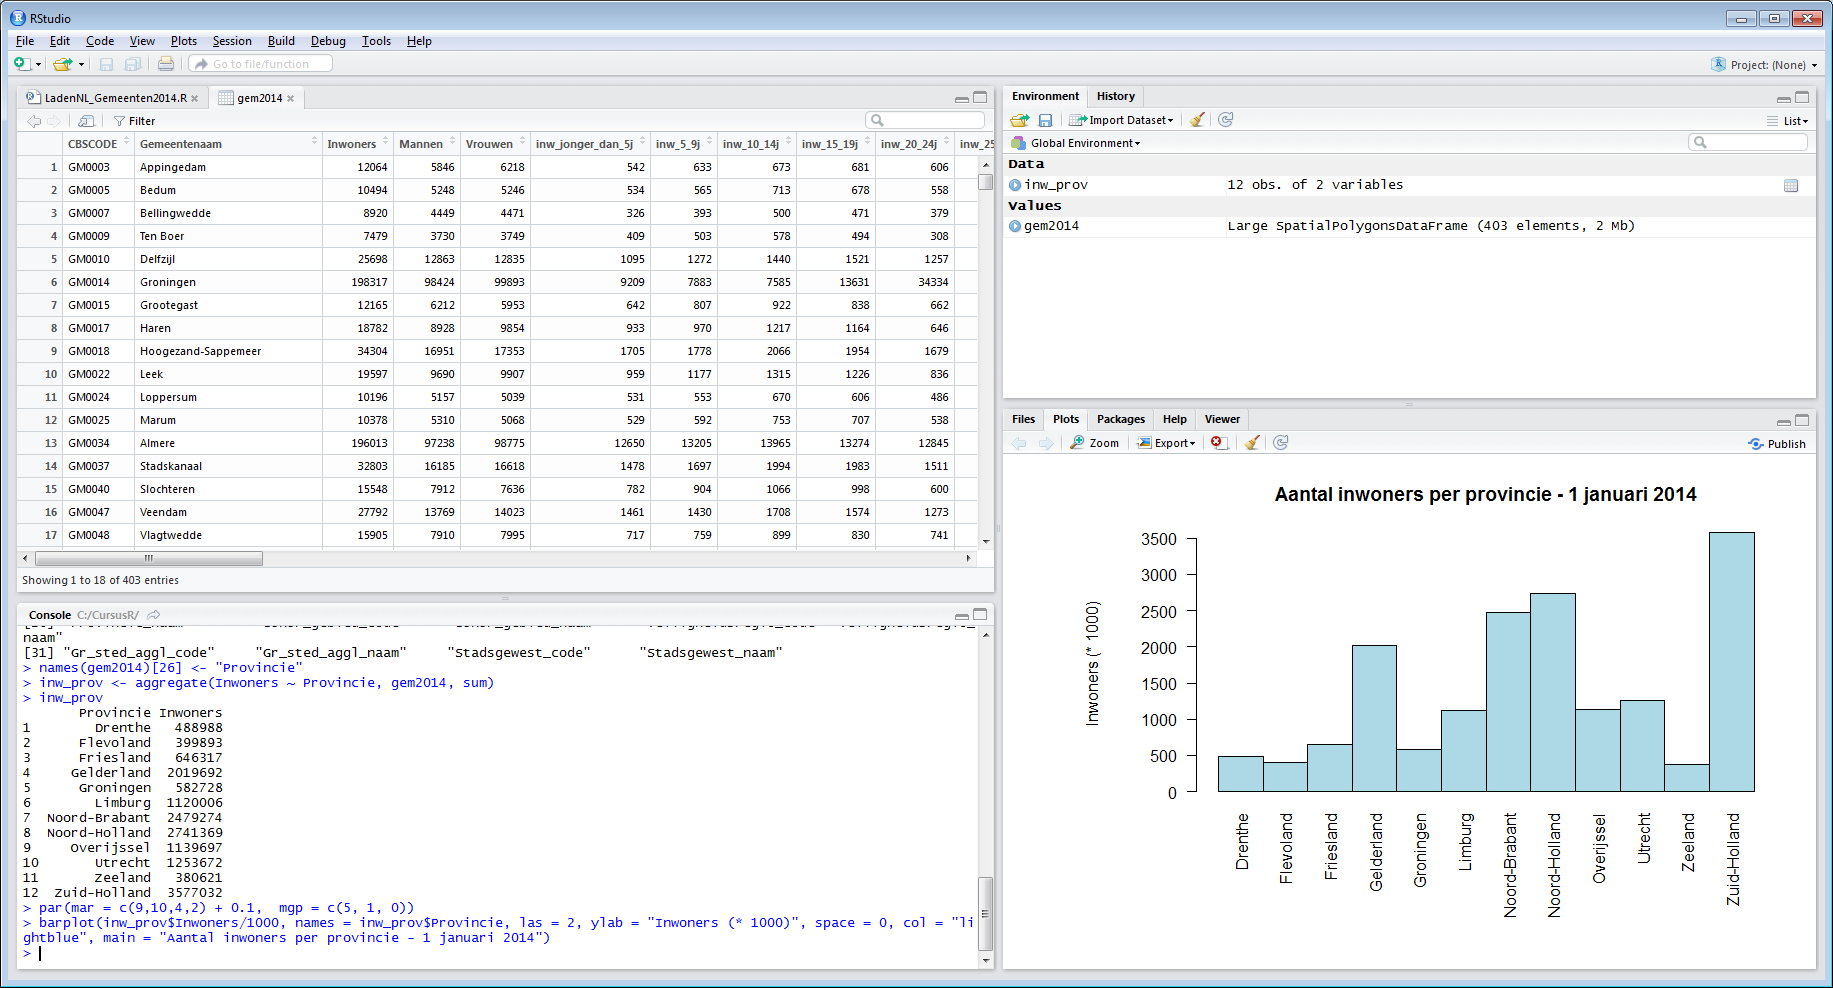 RStudio
File Edit Code View Plots Session Build Debug Tools Help
Go to file/function
Project: (None)
LadenNL_Gemeenten2014.R gem2014
Filter
CBSCODE Gemeentenaam Inwoners Mannen Vrouwen inw_jonger_dan_5j inw_5_9j inw_10_14j inw_15_19j inw_20_24j inw_25
1 GM0003 Appingedam 12064 5846 6218 542 633 673 681 606
2 GM0005 Bedum 10494 5248 5246 534 565 713 678 558
3 GM0007 Bellingwedde 8920 4449 4471 326 393 500 471 379
4 GM0009 Ten Boer 7479 3730 3749 409 503 578 494 308
5 GM0010 Delfzijl 25698 12863 12835 1095 1272 1440 1521 1257
6 GM0014 Groningen 198317 98424 99893 9209 7883 7585 13631 34334
7 GM0015 Grootegast 12165 6212 5953 642 807 922 838 662
8 GM0017 Haren 18782 8928 9854 933 970 1217 1164 646
9 GM0018 Hoogezand-Sappemeer 34304 16951 17353 1705 1778 2066 1954 1679
10 GM0022 Leek 19597 9690 9907 959 1177 1315 1226 836
11 GM0024 Loppersum 10196 5157 5039 531 553 670 606 486
12 GM0025 Marum 10378 5310 5068 529 592 753 707 538
13 GM0034 Almere 196013 97238 98775 12650 13205 13965 13274 12845
14 GM0037 Stadskanaal 32803 16185 16618 1478 1697 1994 1983 1511
15 GM0040 Slochteren 15548 7912 7636 782 904 1066 998 600
16 GM0047 Veendam 27792 13769 14023 1461 1430 1708 1574 1273
17 GM0048 Vlagtwedde 15905 7910 7995 717 759 899 830 741
Showing 1 to 18 of 403 entries
Console C:/CursusR/
naam"
[31] "Gr_sted_aggl_code" "Gr_sted_aggl_naam" "Stadsgewest_code" "Stadsgewest_naam"
> names(gem2014)[26] <- "Provincie"
> inw_prov <- aggregate(Inwoners ~ Provincie, gem2014, sum)
> inw_prov
Provincie Inwoners
1 Drenthe 488988
2 Flevoland 399893
3 Friesland 646317
4 Gelderland 2019692
5 Groningen 582728
6 Limburg 1120006
7 Noord-Brabant 2479274
8 Noord-Holland 2741369
9 Overijssel 1139697
10 Utrecht 1253672
11 Zeeland 380621
12 Zuid-Holland 3577032
> par(mar = c(9,10,4,2) + 0.1, mgp = c(5, 1, 0))
> barplot(inw_prov$Inwoners/1000, names = inw_prov$Provincie, las = 2, ylab = "Inwoners (* 1000)", space = 0, col = "li
ghtblue", main = "Aantal inwoners per provincie - 1 januari 2014")
>
Environment History
Import Dataset List
Global Environment
Data
inw_prov 12 obs. of 2 variables
Values
gem2014 Large SpatialPolygonsDataFrame (403 elements, 2 Mb)
Files Plots Packages Help Viewer
Zoom Export Publish
Aantal inwoners per provincie - 1 januari 2014
Inwoners (* 1000)
3500
3000
2500
2000
1500
1000
500
0
Drenthe
Flevoland
Friesland
Gelderland
Groningen
Limburg
Noord-Brabant
Noord-Holland
Overijssel
Utrecht
Zeeland
Zuid-Holland